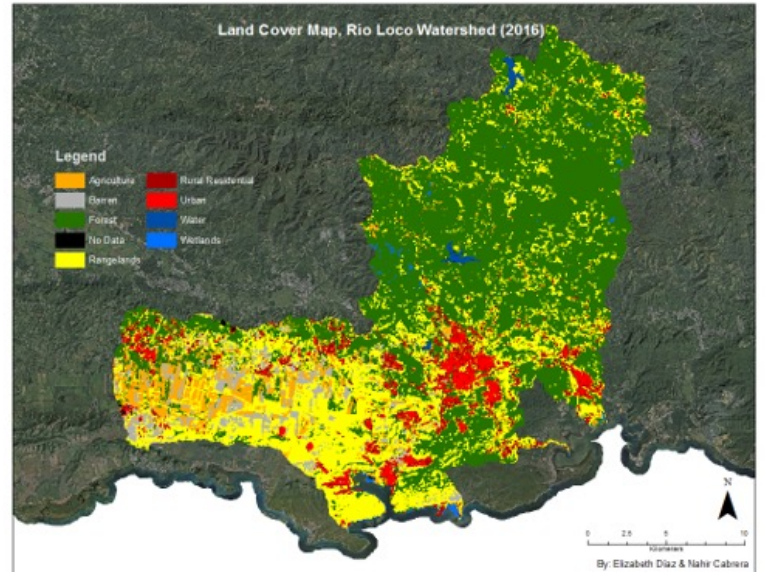 Land Cover Map, Rio Loco Watershed (2016)
Legend
Agriculture
Barren
Forest
No Data
Rangelands
Rural Residential
Urban
Water
Wetlands
N
0 2.5 5 10
Kilometers
By: Elizabeth Díaz & Nahir Cabrera